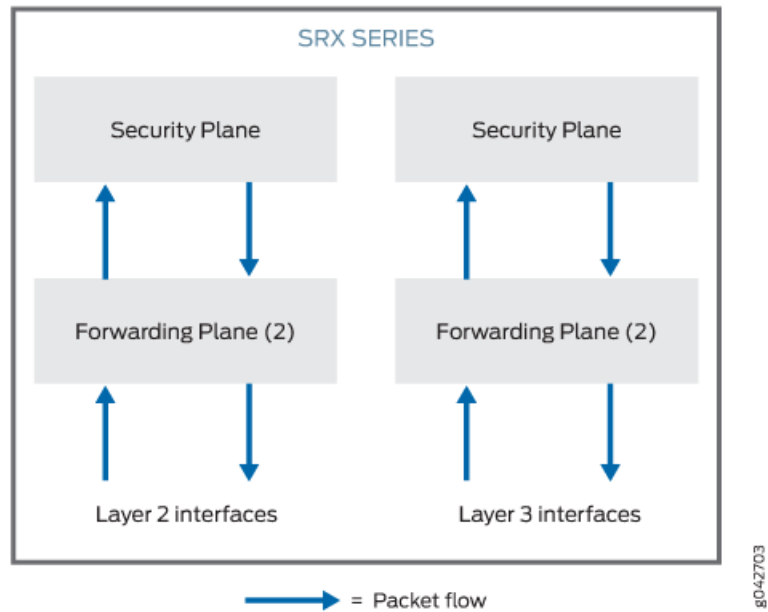 SRX SERIES
Security Plane
Security Plane
Forwarding Plane (2)
Forwarding Plane (2)
Layer 2 interfaces
Layer 3 interfaces
= Packet flow
g042703